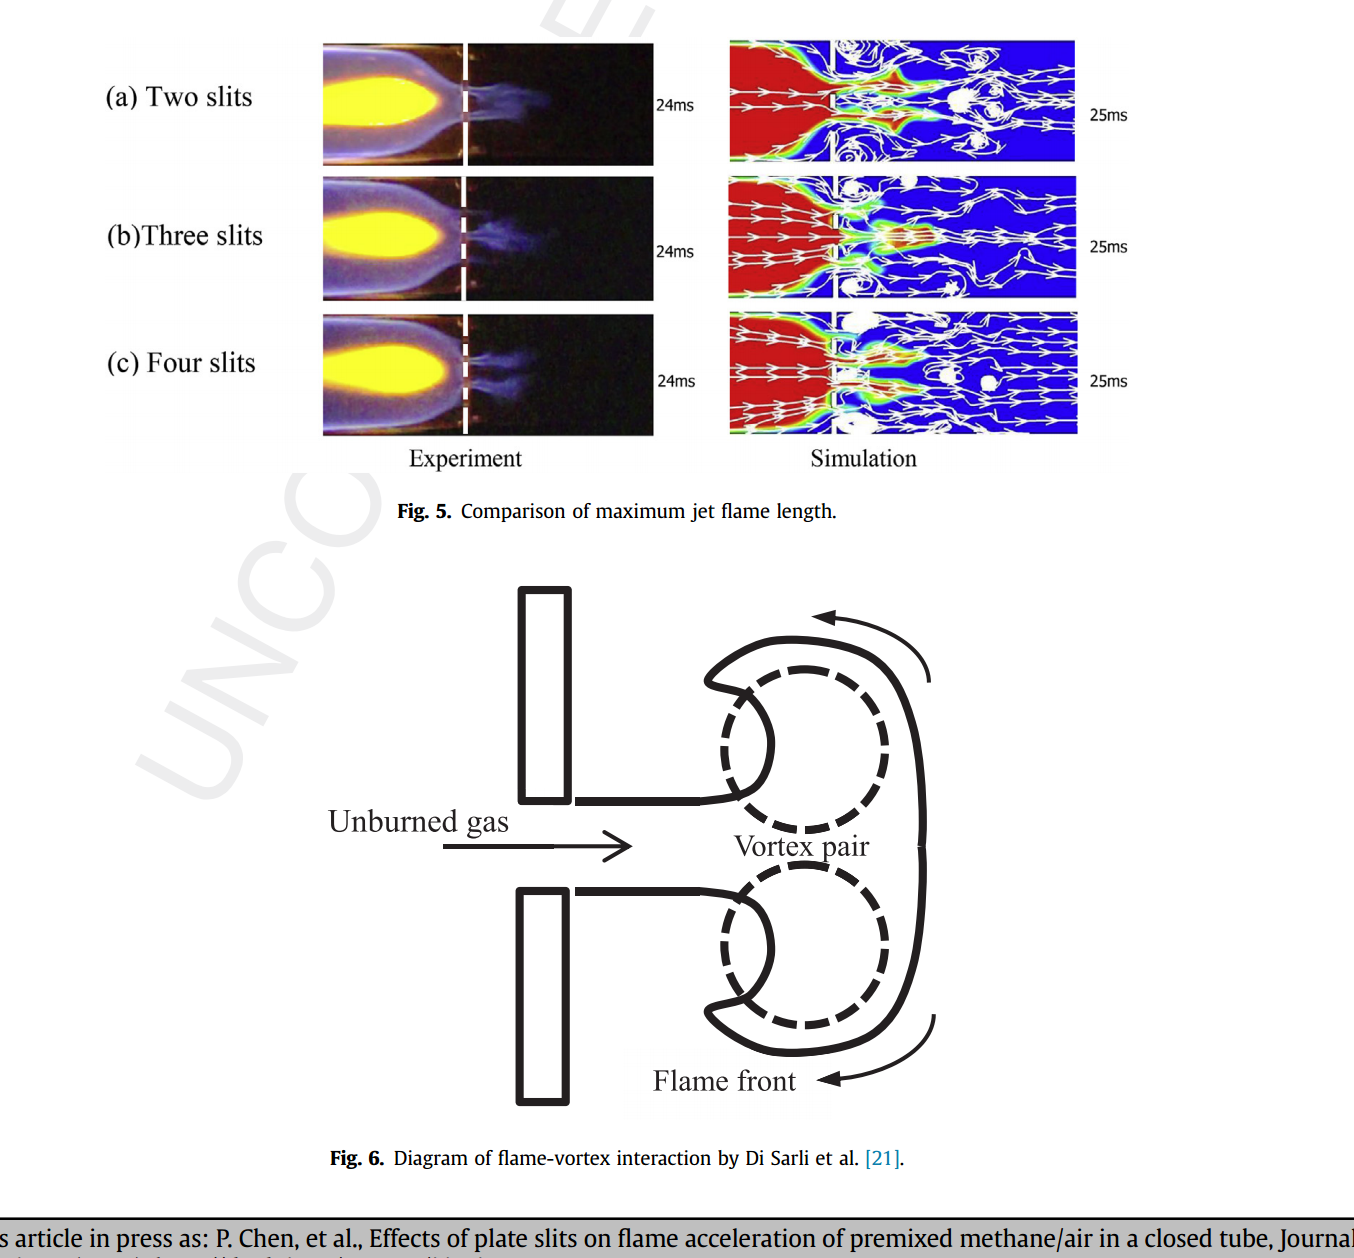 (a) Two slits
24ms
25ms
(b)Three slits
24ms
25ms
(c) Four slits
24ms
25ms
Experiment
Simulation
Fig. 5. Comparison of maximum jet flame length.
UNCO
Unburned gas
Vortex pair
Flame front
Fig. 6. Diagram of flame-vortex interaction by Di Sarli et al. [21].
s article in press as: P. Chen, et al., Effects of plate slits on flame acceleration of premixed methane/air in a closed tube, Journal